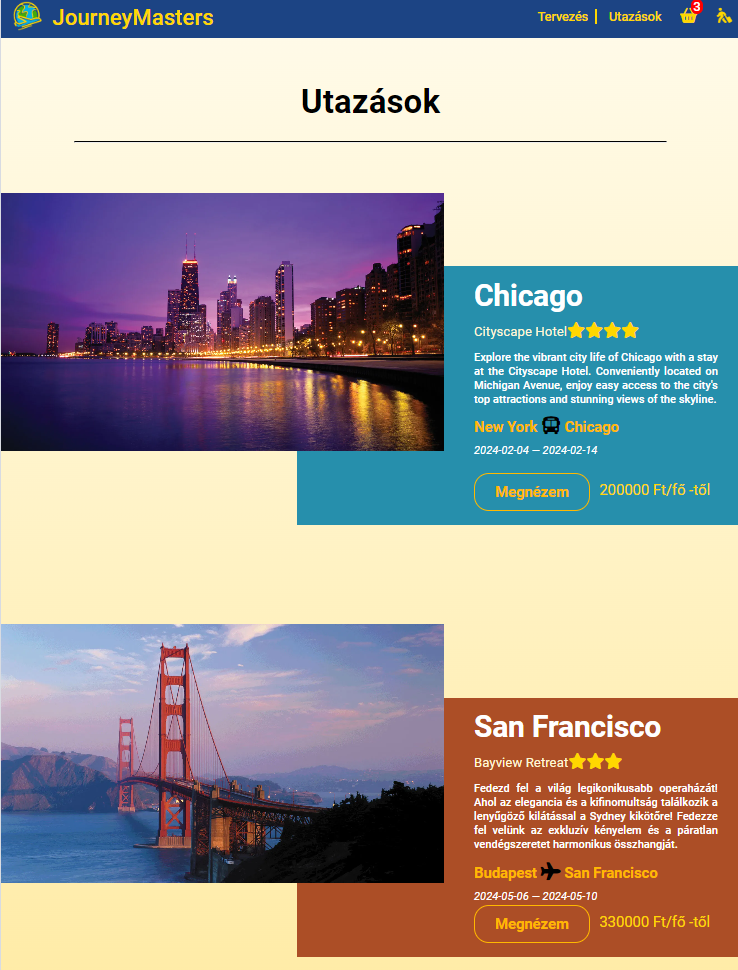 JourneyMasters
Tervezés
Utazások
3
Utazások
Chicago
Cityscape Hotel
Explore the vibrant city life of Chicago with a stay
at the Cityscape Hotel. Conveniently located on
Michigan Avenue, enjoy easy access to the city's
top attractions and stunning views of the skyline.
New York Chicago
2024-02-04 — 2024-02-14
Megnézem 200000 Ft/fő -től
San Francisco
Bayview Retreat
Fedezd fel a világ legikonikusabb operaházát!
Ahol az elegancia és a kifinomultság találkozik a
lenyűgöző kilátással a Sydney kikötőre! Fedezze
fel velünk az exkluzív kényelem és a páratlan
vendégszeretet harmonikus összhangját.
Budapest San Francisco
2024-05-06 — 2024-05-10
Megnézem 330000 Ft/fő -től